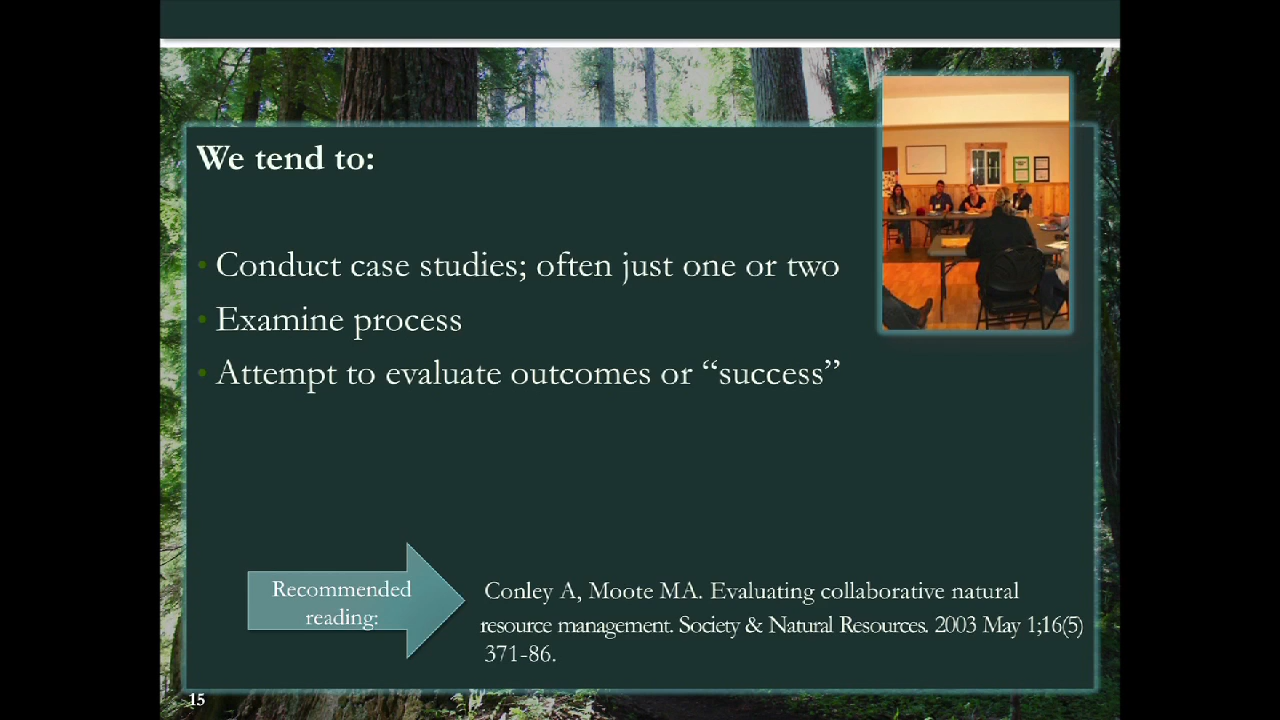 We tend to:
• Conduct case studies; often just one or two
• Examine process
• Attempt to evaluate outcomes or “success”
Recommended
reading:
Conley A, Moote MA. Evaluating collaborative natural
resource management. Society & Natural Resources. 2003 May 1;16(5)
371-86.
15